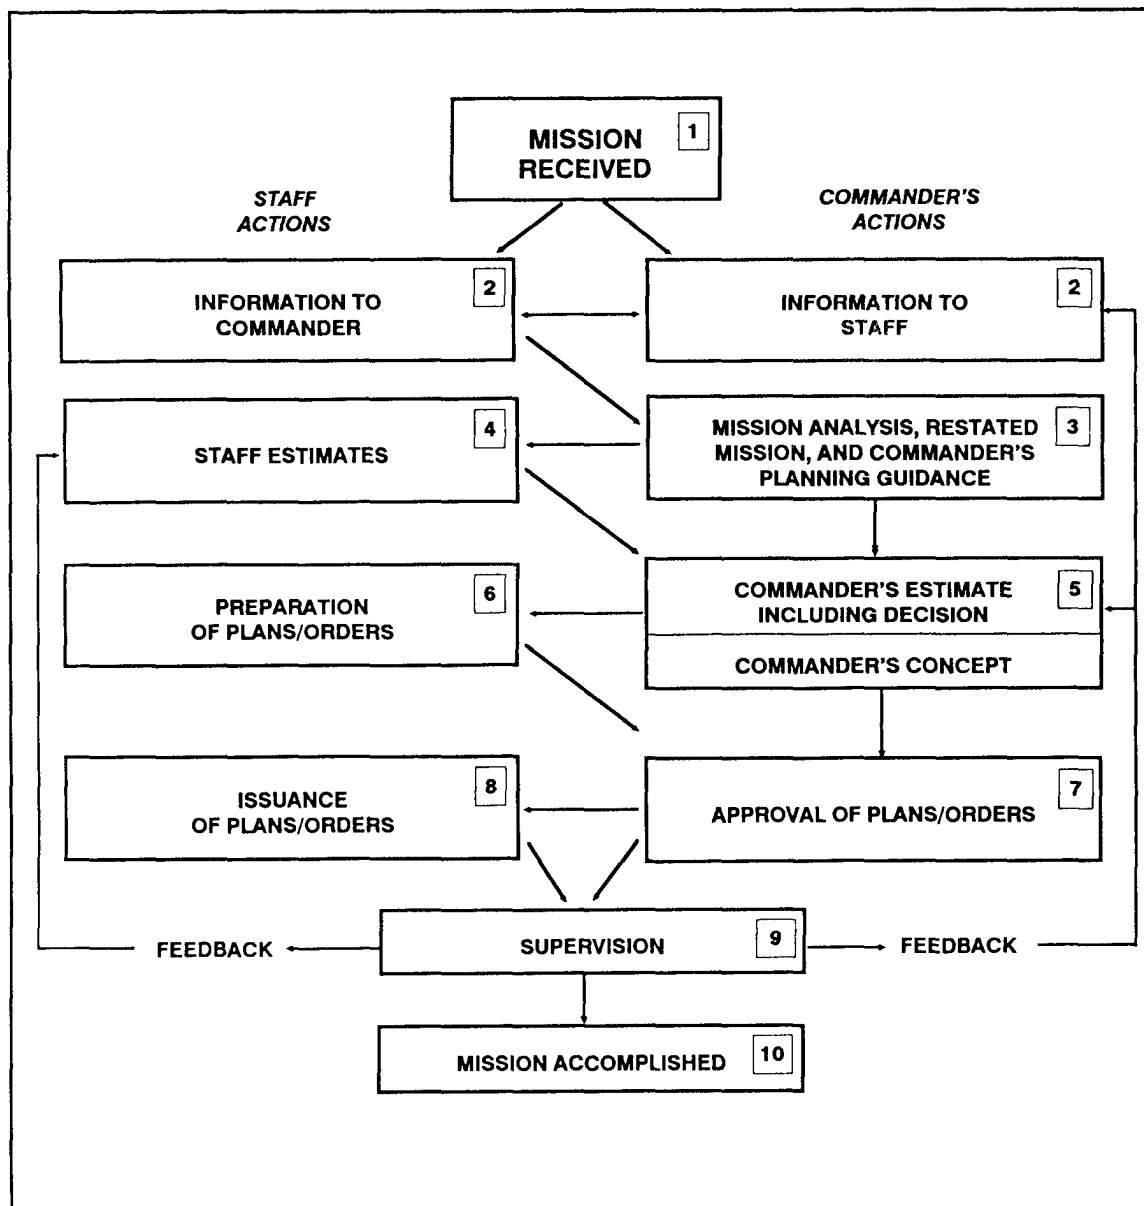 MISSION
RECEIVED
1
STAFF
ACTIONS
COMMANDER'S
ACTIONS
INFORMATION TO
COMMANDER
2
INFORMATION TO
STAFF
2
STAFF ESTIMATES
4
MISSION ANALYSIS, RESTATED
MISSION, AND COMMANDER'S
PLANNING GUIDANCE
3
PREPARATION
OF PLANS/ORDERS
6
COMMANDER'S ESTIMATE
INCLUDING DECISION
5
COMMANDER'S CONCEPT
ISSUANCE
OF PLANS/ORDERS
8
APPROVAL OF PLANS/ORDERS
7
FEEDBACK
SUPERVISION
9
FEEDBACK
MISSION ACCOMPLISHED
10